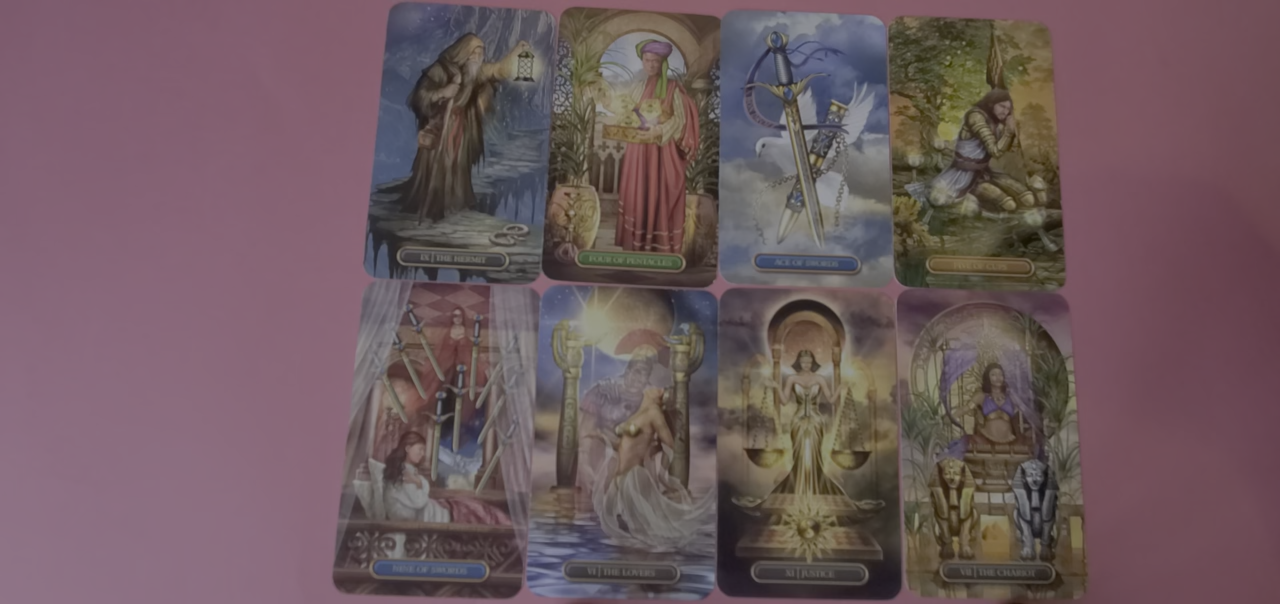 IX | THE HERMIT
FOUR OF PENTACLES
ACE OF SWORDS
NINE OF SWORDS
VI | THE LOVERS
XI | JUSTICE
VII | THE CHARIOT